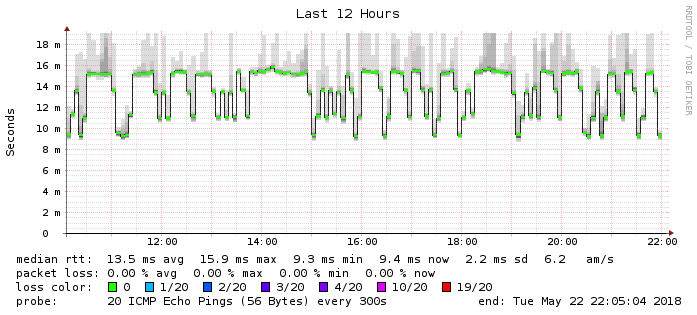 Last 12 Hours
RRDTOOL / TOBI OETIKER
Seconds
18 m
16 m
14 m
12 m
10 m
8 m
6 m
4 m
2 m
0
12:00 14:00 16:00 18:00 20:00 22:00
median rtt: 13.5 ms avg 15.9 ms max 9.3 ms min 9.4 ms now 2.2 ms sd 6.2 am/s
packet loss: 0.00 % avg 0.00 % max 0.00 % min 0.00 % now
loss color: 0 1/20 2/20 3/20 4/20 10/20 19/20
probe: 20 ICMP Echo Pings (56 Bytes) every 300s end: Tue May 22 22:05:04 2018